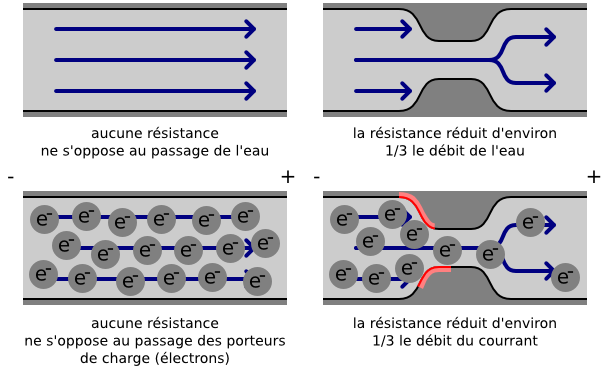 aucune résistance
ne s'oppose au passage de l'eau
la résistance réduit d'environ
1/3 le débit de l'eau
- +
- +
e- e- e- e- e- e-
e- e- e- e- e- e-
e- e- e- e- e- e-
e- e- e-
e- e- e- e-
e- e- e- e-
aucune résistance
ne s'oppose au passage des porteurs
de charge (électrons)
la résistance réduit d'environ
1/3 le débit du courrant